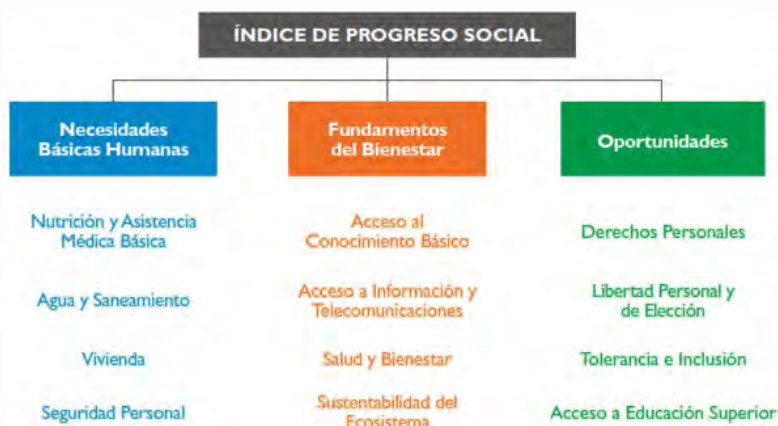 ÍNDICE DE PROGRESO SOCIAL
Necesidades
Básicas Humanas
Nutrición y Asistencia
Médica Básica
Agua y Saneamiento
Vivienda
Seguridad Personal
Fundamentos
del Bienestar
Acceso al
Conocimiento Básico
Acceso a Información y
Telecomunicaciones
Salud y Bienestar
Sustentabilidad del
Ecosistema
Oportunidades
Derechos Personales
Libertad Personal y
de Elección
Tolerancia e Inclusión
Acceso a Educación Superior